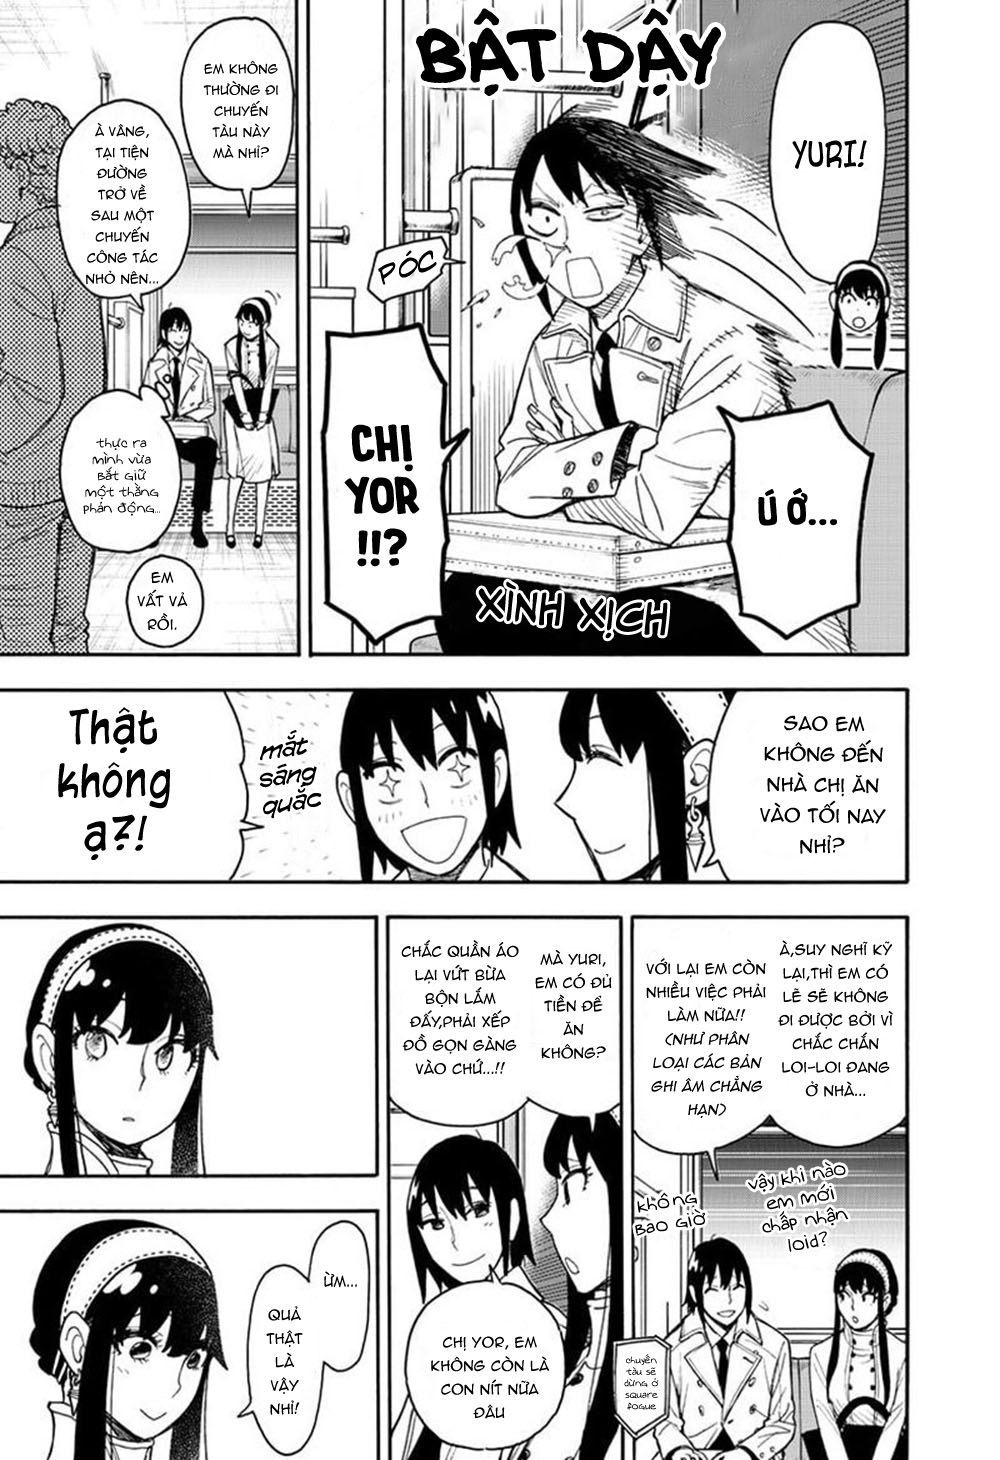 BẬT DẬY
YURI!
Ú Ớ...
PÓC
CHỊ
YOR
!!?
XÌNH XỊCH
EM KHÔNG
THƯỜNG ĐI
CHUYẾN
TÀU NÀY
MÀ NHỈ?
À VÂNG,
TẠI TIỆN
ĐƯỜNG
TRỞ VỀ
SAU MỘT
CHUYẾN
CÔNG TÁC
NHỎ NÊN...
thực ra
mình vừa
bắt giữ
một thằng
phản động...
EM
VẤT VẢ
RỒI.
SAO EM
KHÔNG ĐẾN
NHÀ CHỊ ĂN
VÀO TỐI NAY
NHỈ?
mắt
sáng
quắc
Thật
không
ạ?!
À,SUY NGHĨ KỸ
LẠI,THÌ EM CÓ
LẼ SẼ KHÔNG
ĐI ĐƯỢC BỞI VÌ
CHẮC CHẮN
LOI-LOI ĐANG
Ở NHÀ...
VỚI LẠI EM CÒN
NHIỀU VIỆC PHẢI
LÀM NỮA!!
(NHƯ PHÂN
LOẠI CÁC BẢN
GHI ÂM CHẲNG
HẠN)
vậy khi nào
em mới
chấp nhận
loid?
không
bao giờ
chuyến
tàu sẽ
dừng ở
square
fogue
MÀ YURI,
EM CÓ ĐỦ
TIỀN ĐỂ
ĂN
KHÔNG?
CHẮC QUẦN ÁO
LẠI VỨT BỪA
BỘN LẮM
ĐẤY,PHẢI XẾP
ĐỒ GỌN GÀNG
VÀO CHỨ...!!
CHỊ YOR, EM
KHÔNG CÒN LÀ
CON NÍT NỮA
ĐÂU
ỪM...
QUẢ
THẬT
LÀ
VẬY
NHỈ!